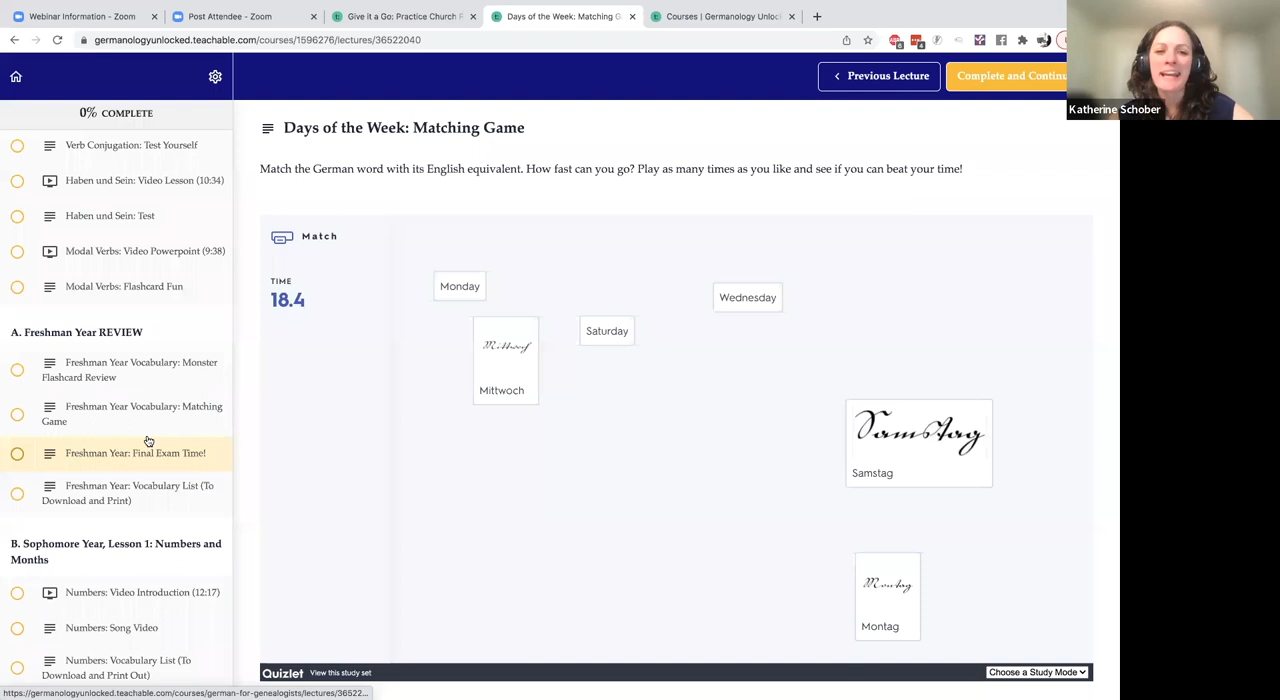 Webinar Information - Zoom
Post Attendee - Zoom
Give it a Go: Practice Church R
Days of the Week: Matching G
Courses | Germanology Unloc
germanologyunlocked.teachable.com/courses/1596276/lectures/36522040
Previous Lecture
Complete and Continu
Katherine Schober
0% COMPLETE
Verb Conjugation: Test Yourself
Haben und Sein: Video Lesson (10:34)
Haben und Sein: Test
Modal Verbs: Video Powerpoint (9:38)
Modal Verbs: Flashcard Fun
A. Freshman Year REVIEW
Freshman Year Vocabulary: Monster
Flashcard Review
Freshman Year Vocabulary: Matching
Game
Freshman Year: Final Exam Time!
Freshman Year: Vocabulary List (To
Download and Print)
B. Sophomore Year, Lesson 1: Numbers and
Months
Numbers: Video Introduction (12:17)
Numbers: Song Video
Numbers: Vocabulary List (To
Download and Print Out)
https://germanologyunlocked.teachable.com/courses/german-for-genealogists/lectures/36522...
Days of the Week: Matching Game
Match the German word with its English equivalent. How fast can you go? Play as many times as you like and see if you can beat your time!
Match
TIME
18.4
Monday
Wednesday
Saturday
Mittwoch
Mittwoch
Samstag
Samstag
Montag
Montag
Quizlet View this study set
Choose a Study Mode